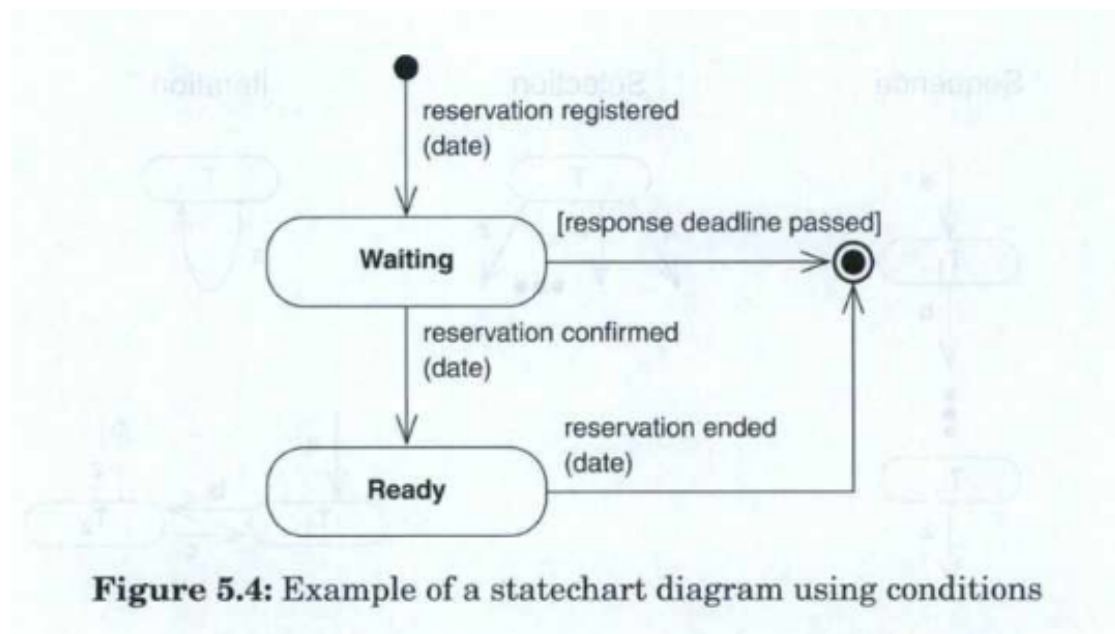 reservation registered
(date)
[response deadline passed]
Waiting
reservation confirmed
(date)
reservation ended
(date)
Ready
Figure 5.4: Example of a statechart diagram using conditions